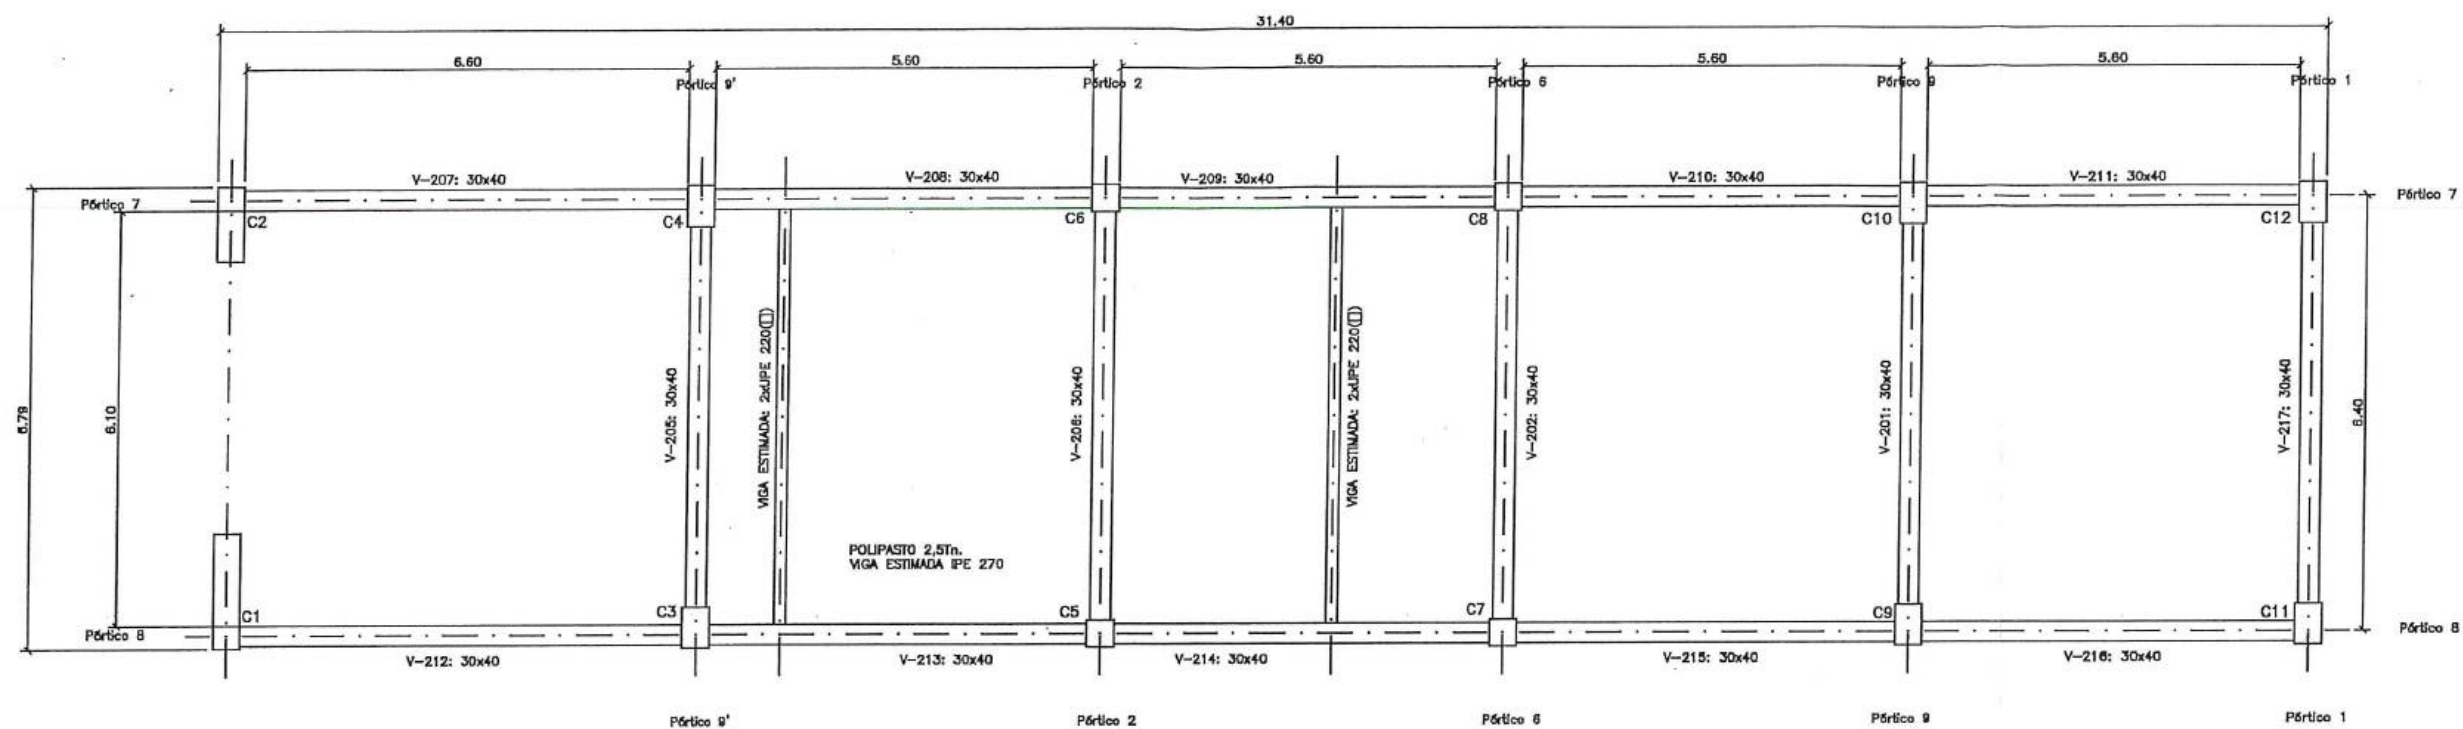 31.40
6.60
5.60
5.60
5.60
5.60
Pórtico 9'
Pórtico 2
Pórtico 6
Pórtico 9
Pórtico 1
V-207: 30x40
V-208: 30x40
V-209: 30x40
V-210: 30x40
V-211: 30x40
Pórtico 7
Pórtico 7
C2
C4
C6
C8
C10
C12
6.79
6.10
V-205: 30x40
VIGA ESTIMADA: 2xUPE 220([])
V-206: 30x40
VIGA ESTIMADA: 2xUPE 220([])
V-202: 30x40
V-201: 30x40
V-217: 30x40
6.40
POLIPASTO 2,5Tn.
VIGA ESTIMADA IPE 270
C1
C3
C5
C7
C9
C11
Pórtico 8
Pórtico 8
V-212: 30x40
V-213: 30x40
V-214: 30x40
V-215: 30x40
V-216: 30x40
Pórtico 9'
Pórtico 2
Pórtico 6
Pórtico 9
Pórtico 1